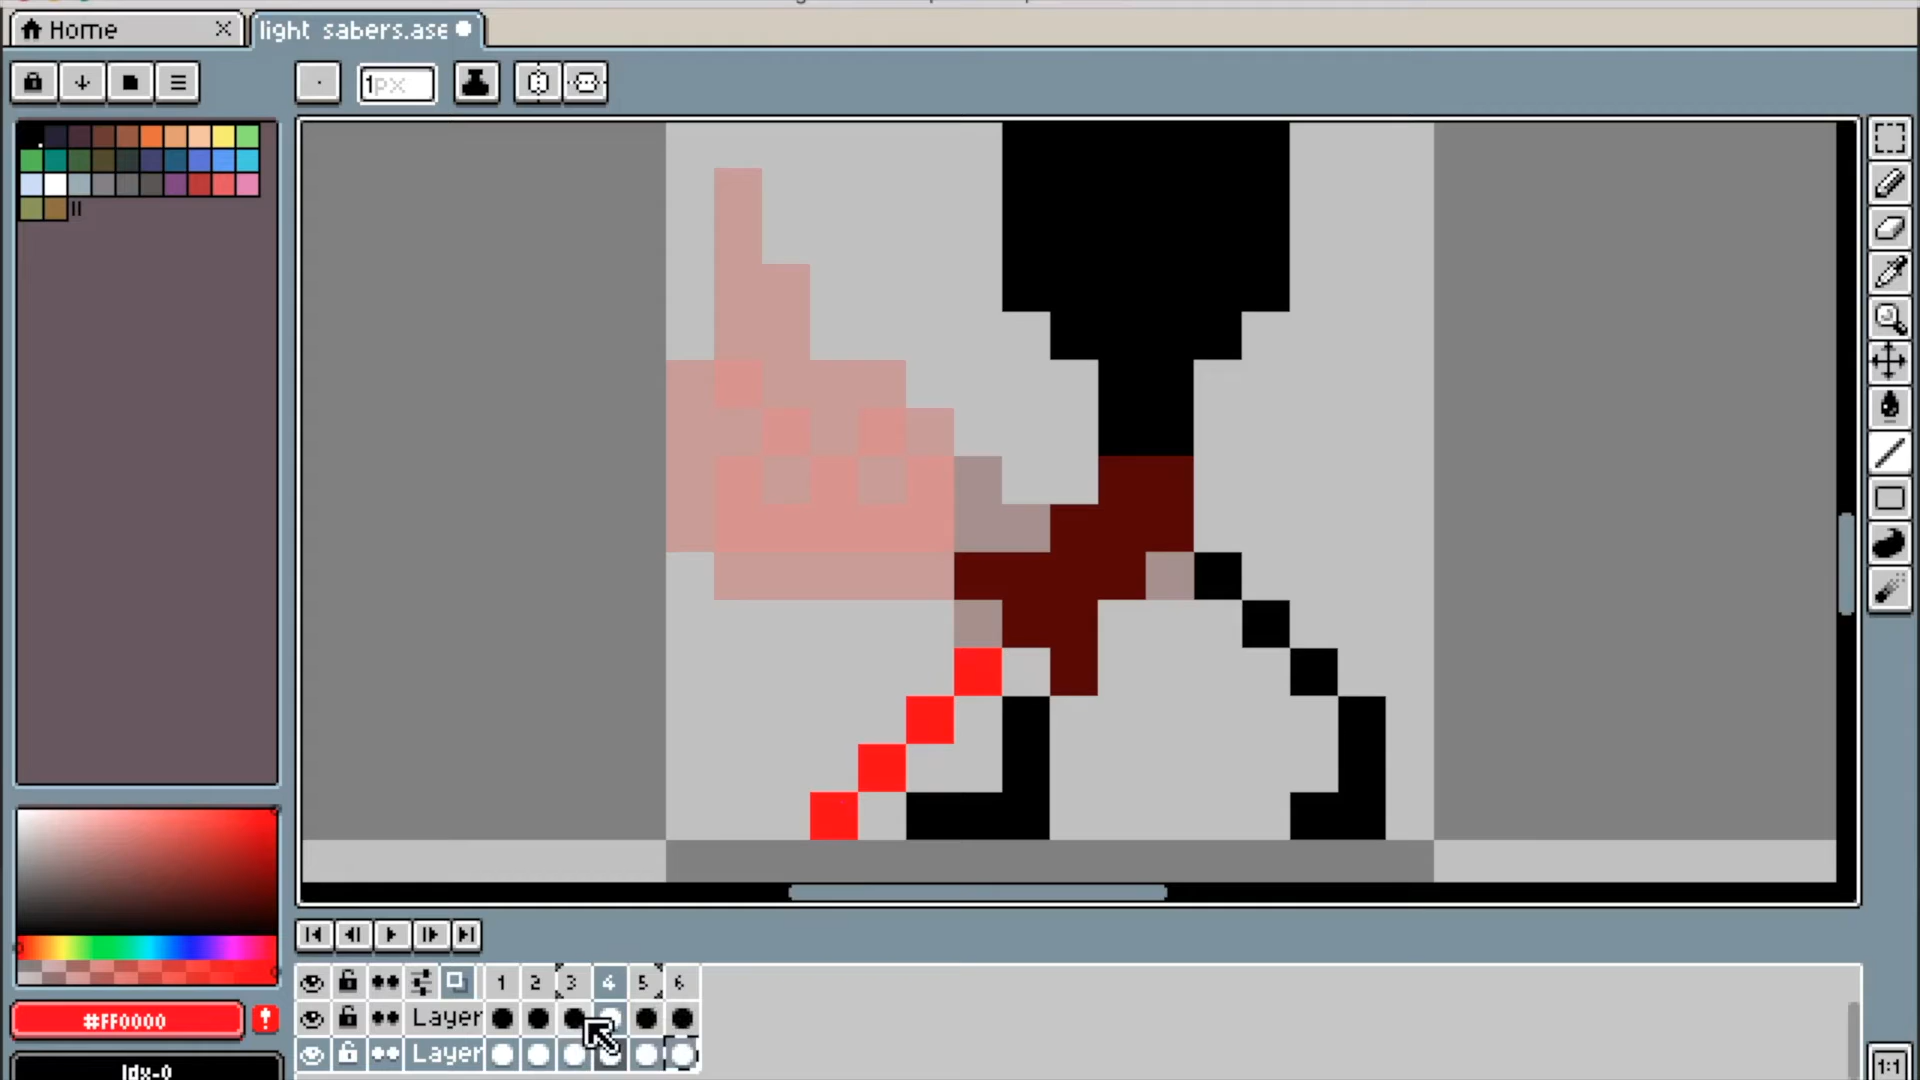 Home
light sabers.ase
1px
1 2 3 4 5 6
Layer
Layer
#FF0000
!
Idx-0
1:1